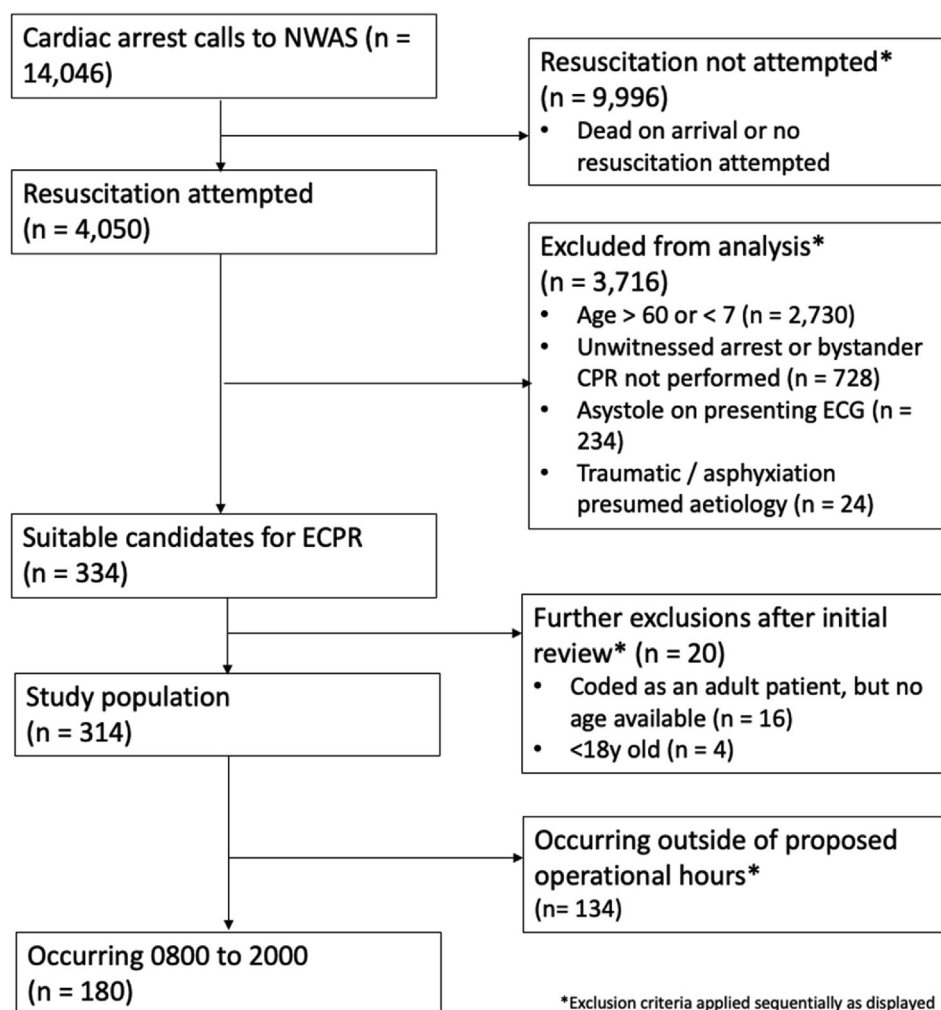 Cardiac arrest calls to NWAS (n =
14,046)
Resuscitation not attempted*
(n = 9,996)
• Dead on arrival or no
resuscitation attempted
Resuscitation attempted
(n = 4,050)
Excluded from analysis*
(n = 3,716)
• Age > 60 or < 7 (n = 2,730)
• Unwitnessed arrest or bystander
CPR not performed (n = 728)
• Asystole on presenting ECG (n =
234)
• Traumatic / asphyxiation
presumed aetiology (n = 24)
Suitable candidates for ECPR
(n = 334)
Further exclusions after initial
review* (n = 20)
• Coded as an adult patient, but no
age available (n = 16)
• <18y old (n = 4)
Study population
(n = 314)
Occurring outside of proposed
operational hours*
(n= 134)
Occurring 0800 to 2000
(n = 180)
*Exclusion criteria applied sequentially as displayed